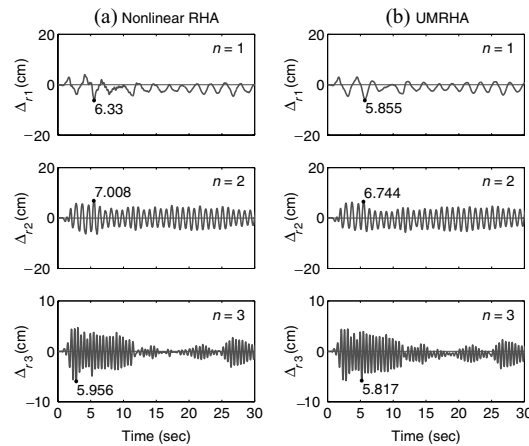 (a) Nonlinear RHA
(b) UMRHA
20
0
−20
Δr1 (cm)
n = 1
6.33
20
0
−20
Δr1 (cm)
n = 1
5.855
20
0
−20
Δr2 (cm)
n = 2
7.008
20
0
−20
Δr2 (cm)
n = 2
6.744
10
0
−10
Δr3 (cm)
n = 3
5.956
0 5 10 15 20 25 30
Time (sec)
10
0
−10
Δr3 (cm)
n = 3
5.817
0 5 10 15 20 25 30
Time (sec)